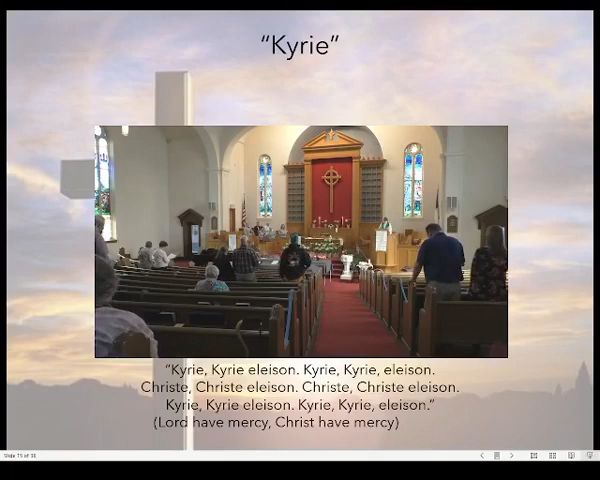 “Kyrie”
“Kyrie, Kyrie eleison. Kyrie, Kyrie, eleison.
Christe, Christe eleison. Christe, Christe eleison.
Kyrie, Kyrie eleison. Kyrie, Kyrie, eleison.”
(Lord have mercy, Christ have mercy)